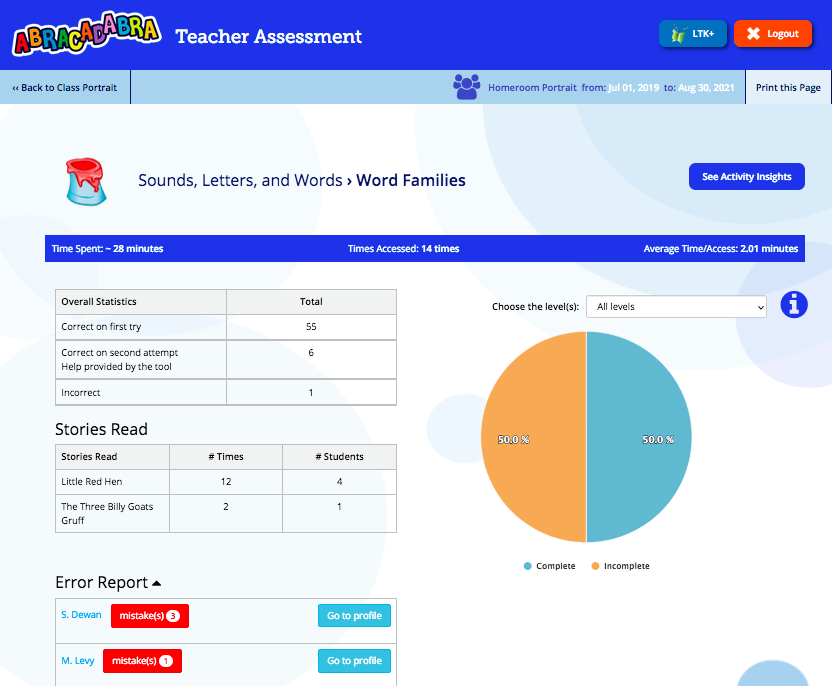 ABRACADABRA
Teacher Assessment
LTK+
Logout
‹‹ Back to Class Portrait
Homeroom Portrait from: Jul 01, 2019 to: Aug 30, 2021
Print this Page
Sounds, Letters, and Words › Word Families
See Activity Insights
Time Spent: ~ 28 minutes
Times Accessed: 14 times
Average Time/Access: 2.01 minutes
Overall Statistics Total
Correct on first try 55
Correct on second attempt 6
Help provided by the tool
Incorrect 1
Stories Read
Stories Read # Times # Students
Little Red Hen 12 4
The Three Billy Goats 2 1
Gruff
Error Report
S. Dewan mistake(s) 3 Go to profile
M. Levy mistake(s) 1 Go to profile
Choose the level(s): All levels
i
50.0 % 50.0 %
Complete Incomplete